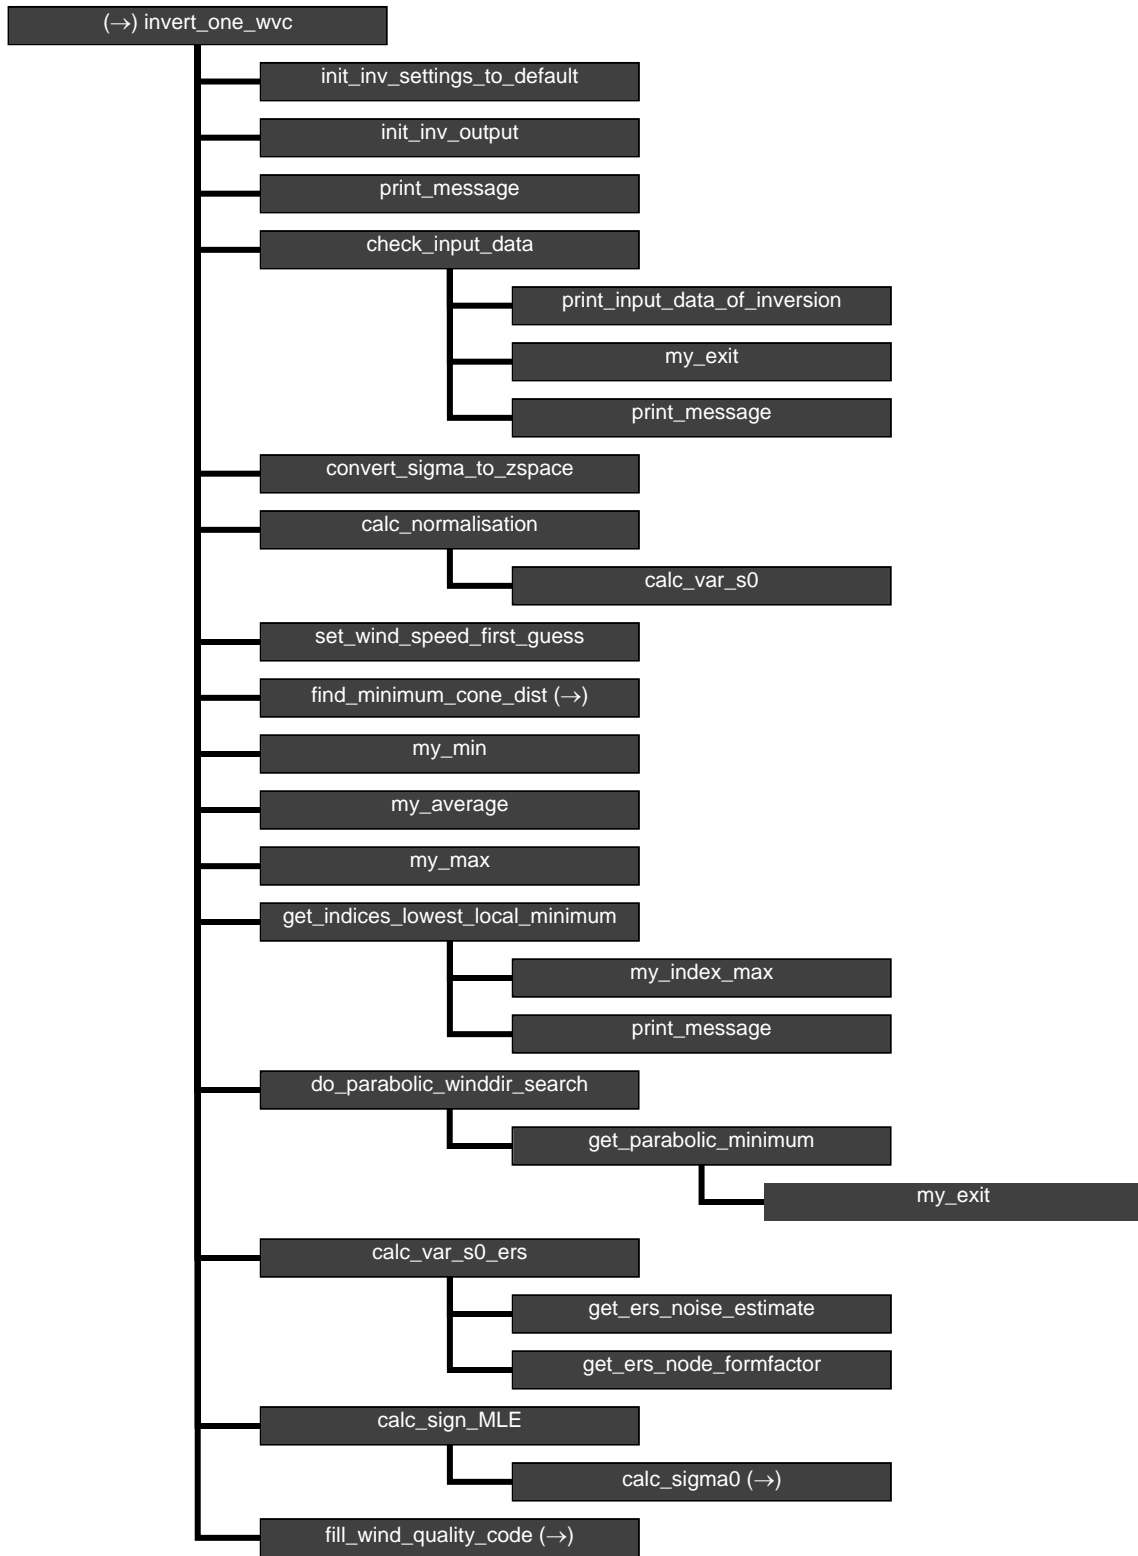 (→) invert_one_wvc
init_inv_settings_to_default
init_inv_output
print_message
check_input_data
print_input_data_of_inversion
my_exit
print_message
convert_sigma_to_zspace
calc_normalisation
calc_var_s0
set_wind_speed_first_guess
find_minimum_cone_dist (→)
my_min
my_average
my_max
get_indices_lowest_local_minimum
my_index_max
print_message
do_parabolic_winddir_search
get_parabolic_minimum
my_exit
calc_var_s0_ers
get_ers_noise_estimate
get_ers_node_formfactor
calc_sign_MLE
calc_sigma0 (→)
fill_wind_quality_code (→)